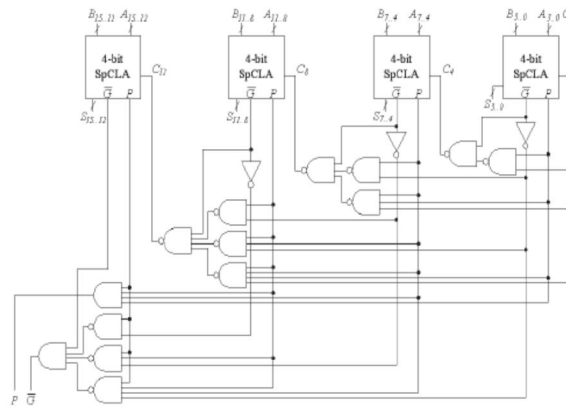 B15..12 A15..12 B11..8 A11..8 B7..4 A7..4 B3..0 A3..0 C
4-bit SpCLA C12 4-bit SpCLA C8 4-bit SpCLA C4 4-bit SpCLA
G̅ P G̅ P G̅ P G̅ P
S15..12 S11..8 S7..4 S3..0
P G̅